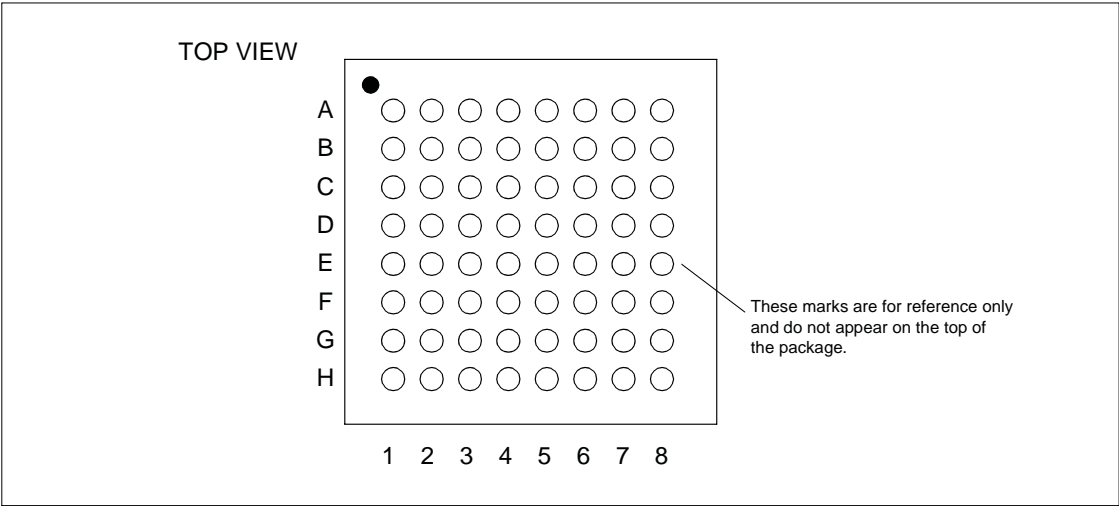 TOP VIEW
A
B
C
D
E
F
G
H
These marks are for reference only
and do not appear on the top of
the package.
1 2 3 4 5 6 7 8